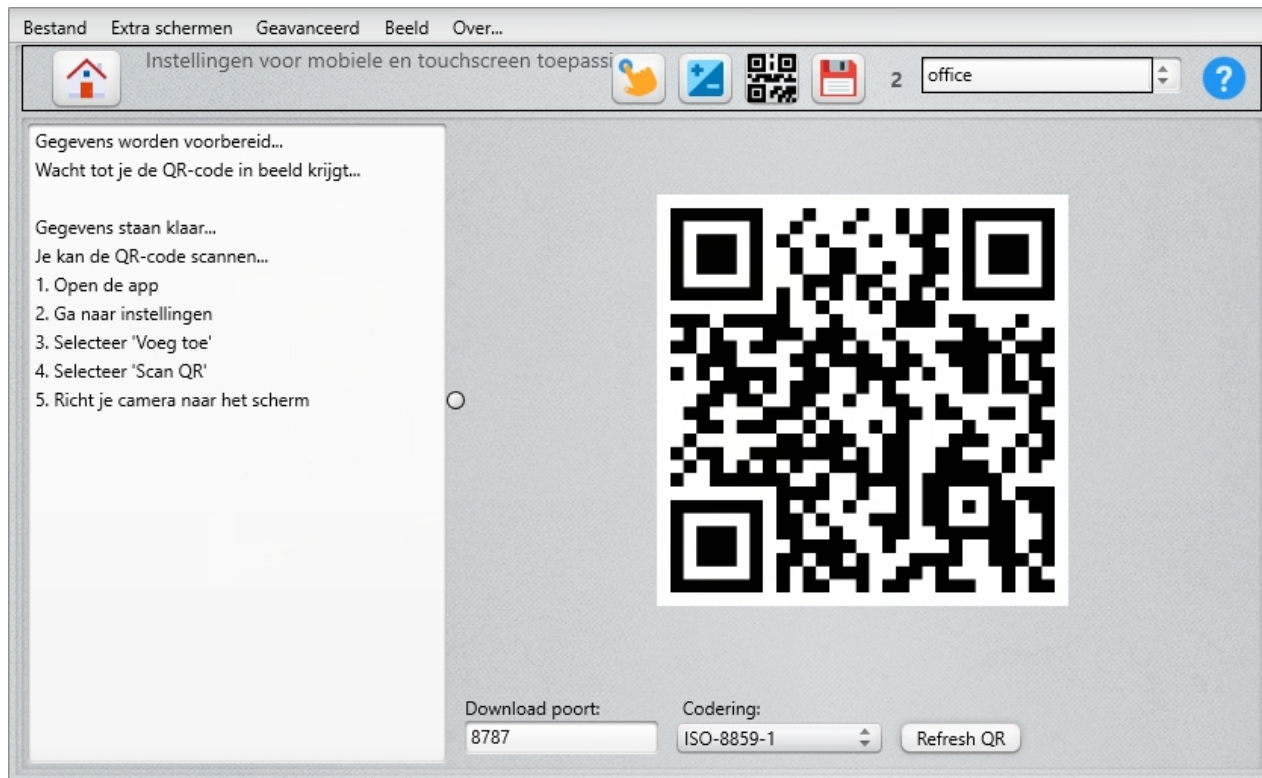 Bestand Extra schermen Geavanceerd Beeld Over...
Instellingen voor mobiele en touchscreen toepassi
2 office ?
Gegevens worden voorbereid...
Wacht tot je de QR-code in beeld krijgt...
Gegevens staan klaar...
Je kan de QR-code scannen...
1. Open de app
2. Ga naar instellingen
3. Selecteer 'Voeg toe'
4. Selecteer 'Scan QR'
5. Richt je camera naar het scherm
Download poort: Codering:
8787 ISO-8859-1 Refresh QR